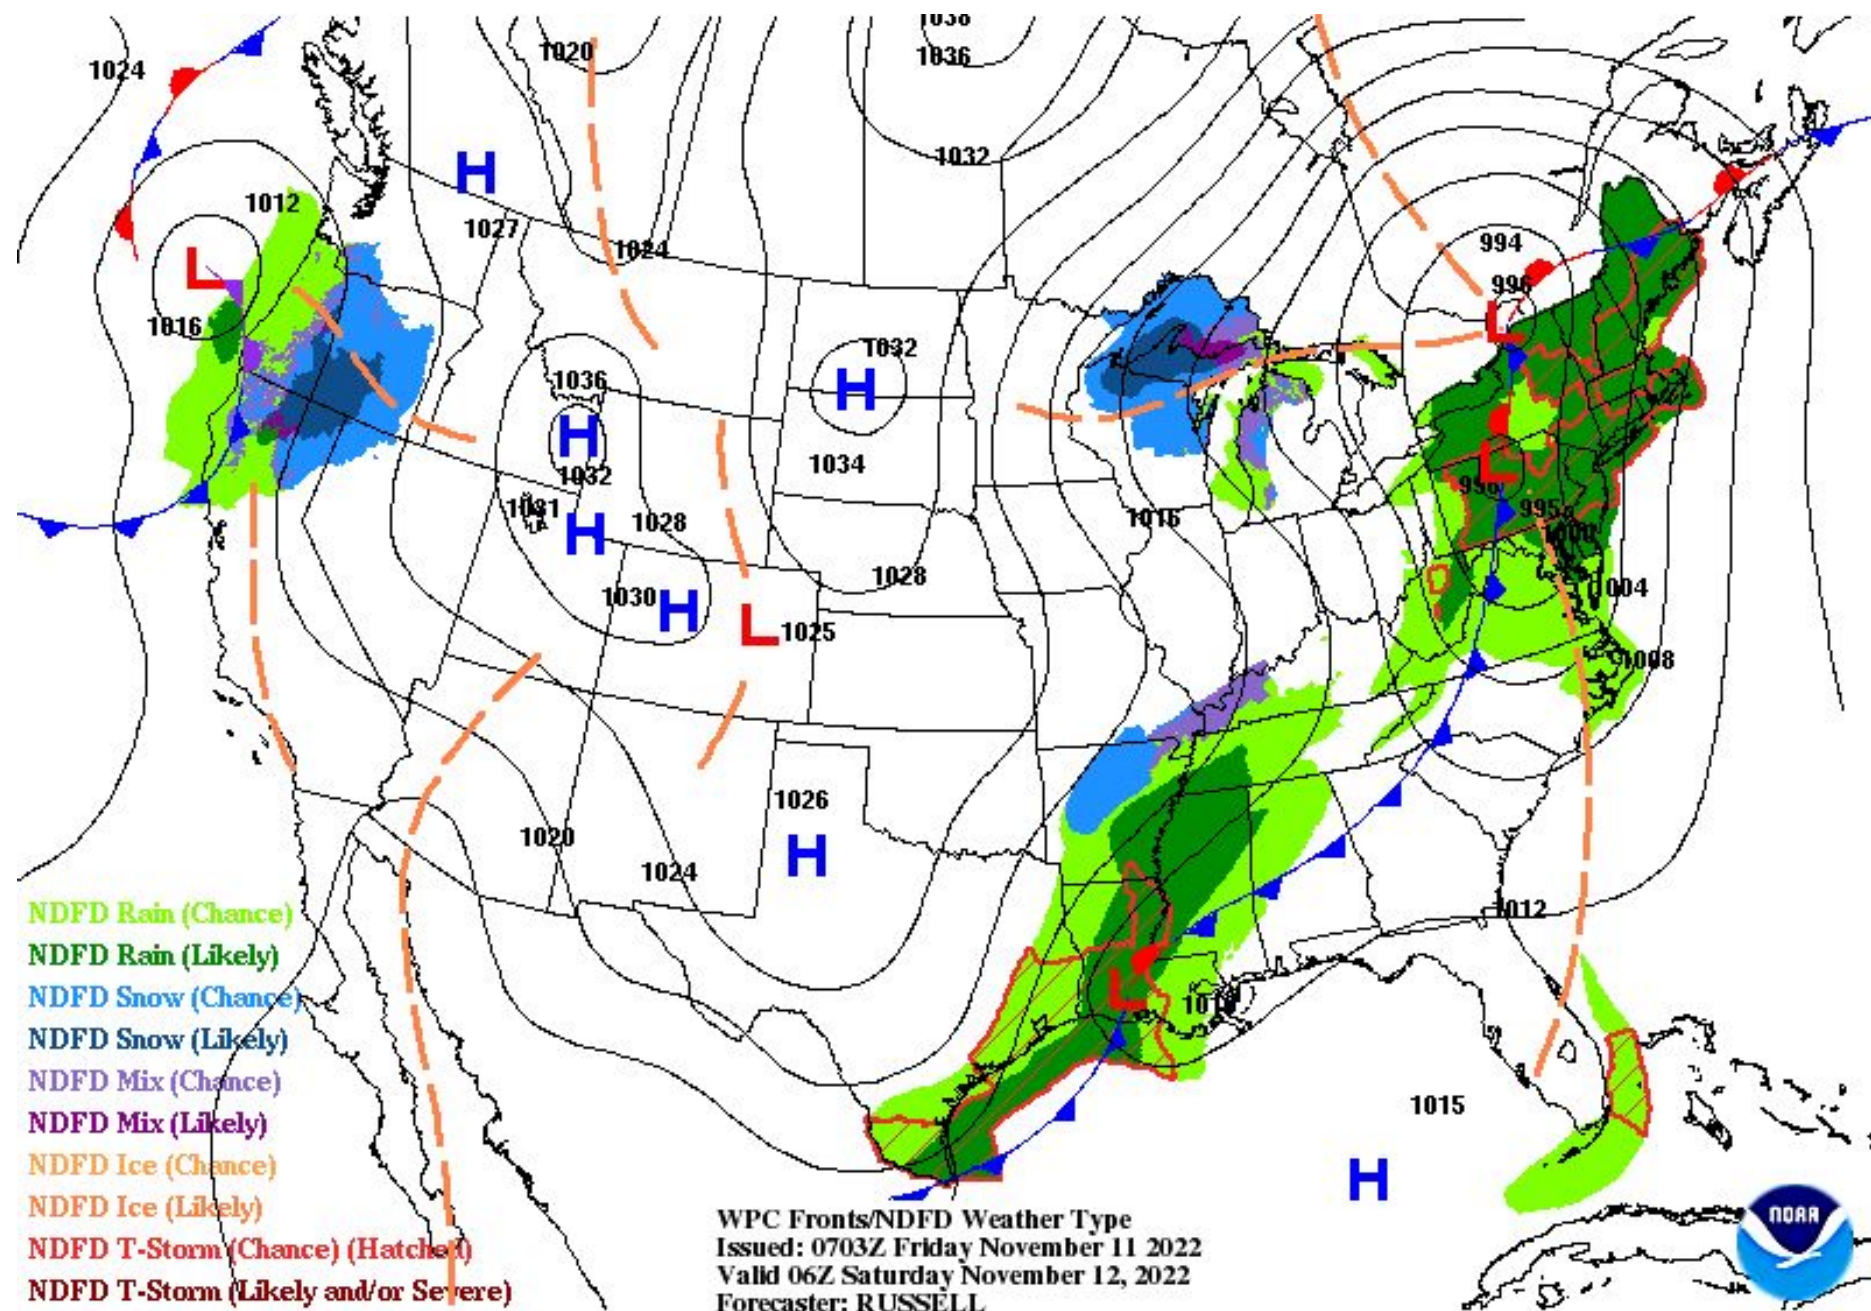 1038
1020
1036
1024
1032
H
1012
1027
994
1024
L
996
1016
L
1032
1036
H
H
1034
1032
L
1031
1028
H
1016
995
1028
1030
H
1004
L
1025
1008
1026
1020
H
1024
1012
L
1015
H
NDFD Rain (Chance)
NDFD Rain (Likely)
NDFD Snow (Chance)
NDFD Snow (Likely)
NDFD Mix (Chance)
NDFD Mix (Likely)
NDFD Ice (Chance)
NDFD Ice (Likely)
NDFD T-Storm (Chance) (Hatched)
NDFD T-Storm (Likely and/or Severe)
WPC Fronts/NDFD Weather Type
Issued: 0703Z Friday November 11 2022
Valid 06Z Saturday November 12, 2022
Forecaster: RUSSELL
NOAA